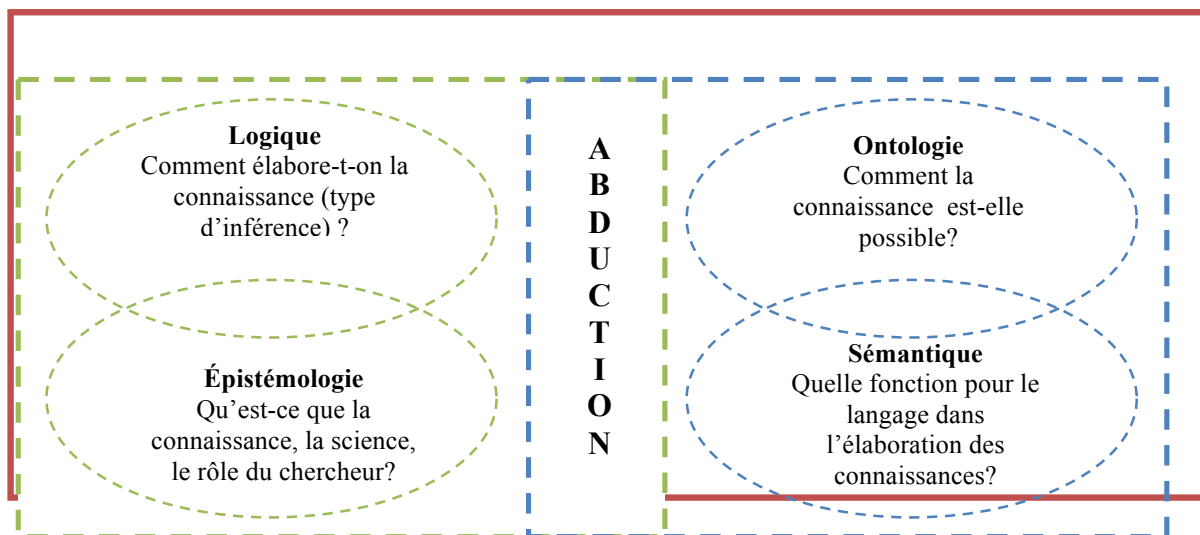 Logique
Comment élabore-t-on la
connaissance (type
d’inférence) ?
Épistémologie
Qu’est-ce que la
connaissance, la science,
le rôle du chercheur?
A
B
D
U
C
T
I
O
N
Ontologie
Comment la
connaissance est-elle
possible?
Sémantique
Quelle fonction pour le
langage dans
l’élaboration des
connaissances?